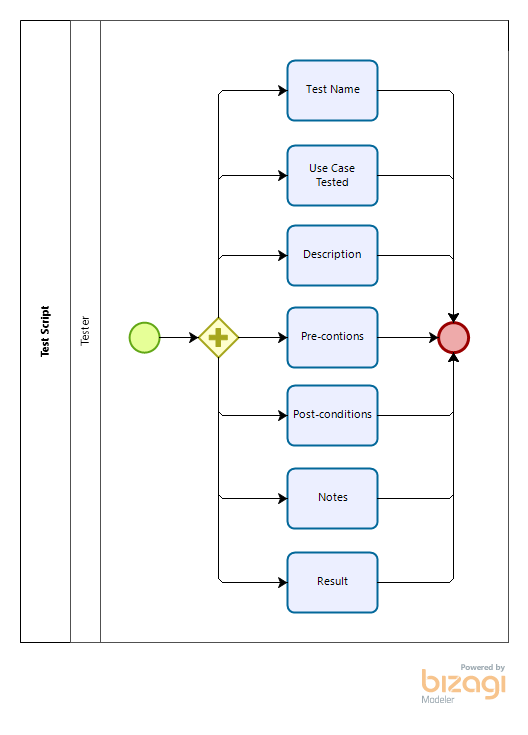 Test Script
Tester
Test Name
Use Case
Tested
Description
Pre-contions
Post-conditions
Notes
Result
Powered by
bizagi
Modeler